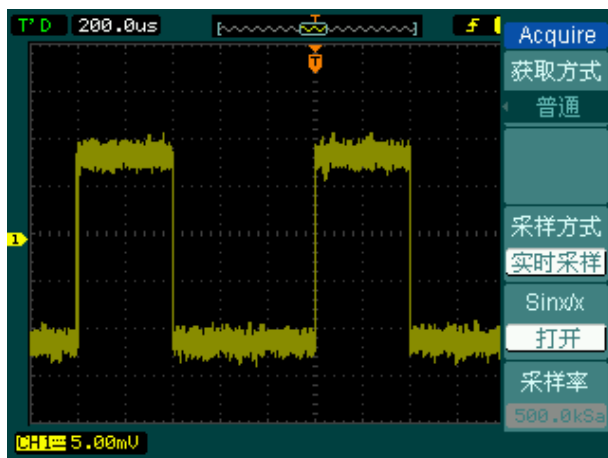 T'D 200.0us
T
T
Acquire
获取方式
普通
1
采样方式
实时采样
Sinx/x
打开
采样率
500.0kSa
CH1 5.00mV